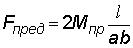 Fпред = 2Mпр l/ab